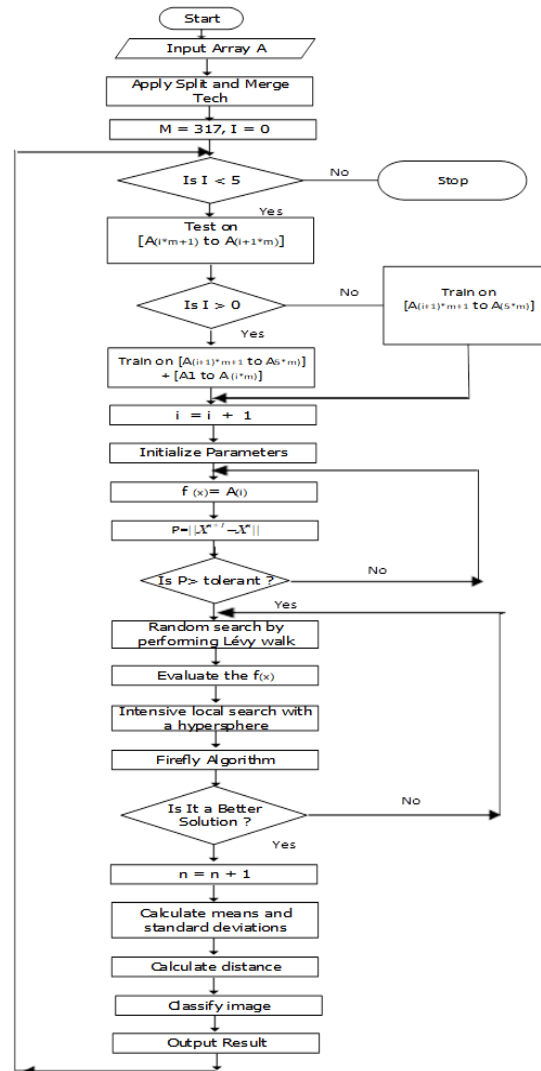 Start
Input Array A
Apply Split and Merge
Tech
M = 317, I = 0
Is I < 5
No
Stop
Yes
Test on
[A(i*m+1) to A(i+1*m)]
Is I > 0
No
Train on
[A(i+1)*m+1 to A(5*m)]
Yes
Train on [A(i+1)*m+1 to A5*m)]
+ [A1 to A(i*m)]
i = i + 1
Initialize Parameters
f (x)= A(i)
P=||Xⁿ⁺ᶦ−Xⁿ||
Is P> tolerant ?
No
Yes
Random search by
performing Lévy walk
Evaluate the f(x)
Intensive local search with
a hypersphere
Firefly Algorithm
Is It a Better
Solution ?
No
Yes
n = n + 1
Calculate means and
standard deviations
Calculate distance
Classify image
Output Result